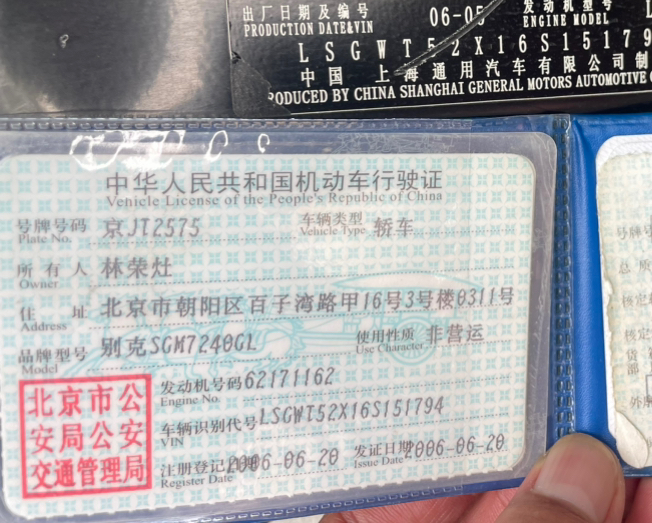 出厂日期及编号 06-05 发动机型号
PRODUCTION DATE&VIN ENGINE MODEL L
LSGWT52X16S15179
中国 上海通用汽车有限公司制
PRODUCED BY CHINA SHANGHAI GENERAL MOTORS AUTOMOTIVE
中华人民共和国机动车行驶证
Vehicle License of the People's Republic of China
号牌号码 京JT2575 车辆类型 轿车
Plate No. Vehicle Type
所有人 林荣灶
Owner
住址 北京市朝阳区百子湾路甲16号3号楼0311号
Address
品牌型号 别克SGM7240GL 使用性质 非营运
Model Use Character
北京市公
安局公安
交通管理局
发动机号码 62171162
Engine No.
车辆识别代号 LSGWT52X16S151794
VIN
注册登记日期 2006-06-20 发证日期 2006-06-20
Register Date Issue Date